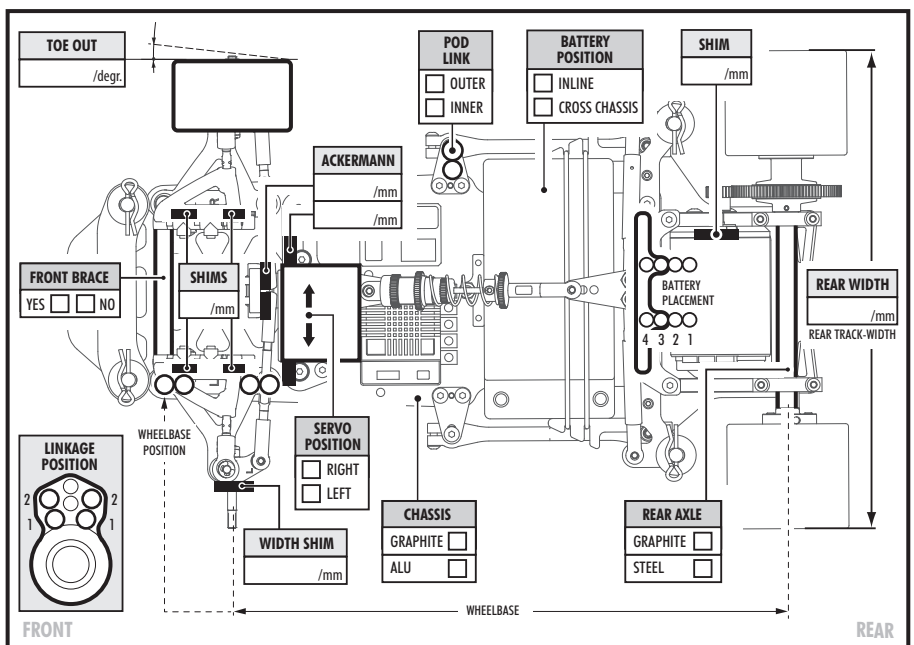 TOE OUT
/degr.
POD
LINK
OUTER
INNER
BATTERY
POSITION
INLINE
CROSS CHASSIS
SHIM
/mm
ACKERMANN
/mm
/mm
FRONT BRACE
YES NO
SHIMS
/mm
BATTERY
PLACEMENT
4 3 2 1
REAR WIDTH
/mm
REAR TRACK-WIDTH
WHEELBASE
POSITION
SERVO
POSITION
RIGHT
LEFT
LINKAGE
POSITION
2 2
1 1
WIDTH SHIM
/mm
CHASSIS
GRAPHITE
ALU
REAR AXLE
GRAPHITE
STEEL
WHEELBASE
FRONT
REAR